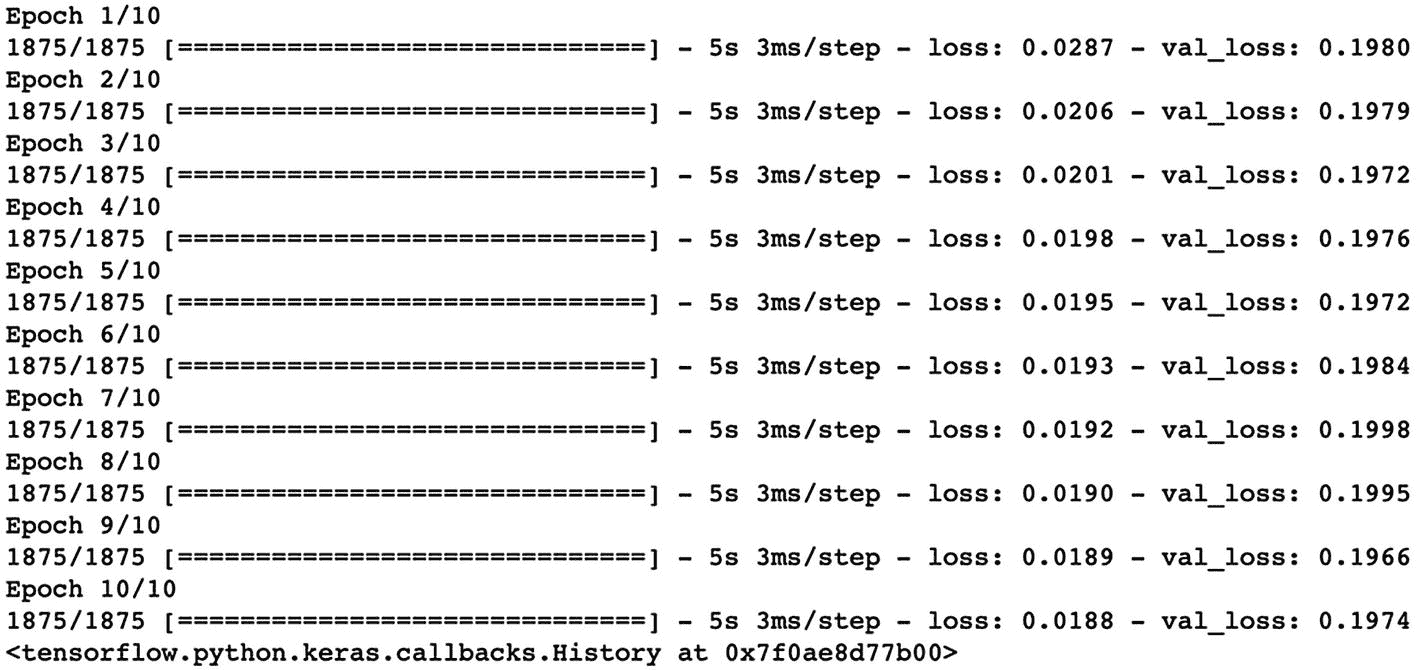 Epoch 1/10
1875/1875 [==============================] - 5s 3ms/step - loss: 0.0287 - val_loss: 0.1980
Epoch 2/10
1875/1875 [==============================] - 5s 3ms/step - loss: 0.0206 - val_loss: 0.1979
Epoch 3/10
1875/1875 [==============================] - 5s 3ms/step - loss: 0.0201 - val_loss: 0.1972
Epoch 4/10
1875/1875 [==============================] - 5s 3ms/step - loss: 0.0198 - val_loss: 0.1976
Epoch 5/10
1875/1875 [==============================] - 5s 3ms/step - loss: 0.0195 - val_loss: 0.1972
Epoch 6/10
1875/1875 [==============================] - 5s 3ms/step - loss: 0.0193 - val_loss: 0.1984
Epoch 7/10
1875/1875 [==============================] - 5s 3ms/step - loss: 0.0192 - val_loss: 0.1998
Epoch 8/10
1875/1875 [==============================] - 5s 3ms/step - loss: 0.0190 - val_loss: 0.1995
Epoch 9/10
1875/1875 [==============================] - 5s 3ms/step - loss: 0.0189 - val_loss: 0.1966
Epoch 10/10
1875/1875 [==============================] - 5s 3ms/step - loss: 0.0188 - val_loss: 0.1974
<tensorflow.python.keras.callbacks.History at 0x7f0ae8d77b00>